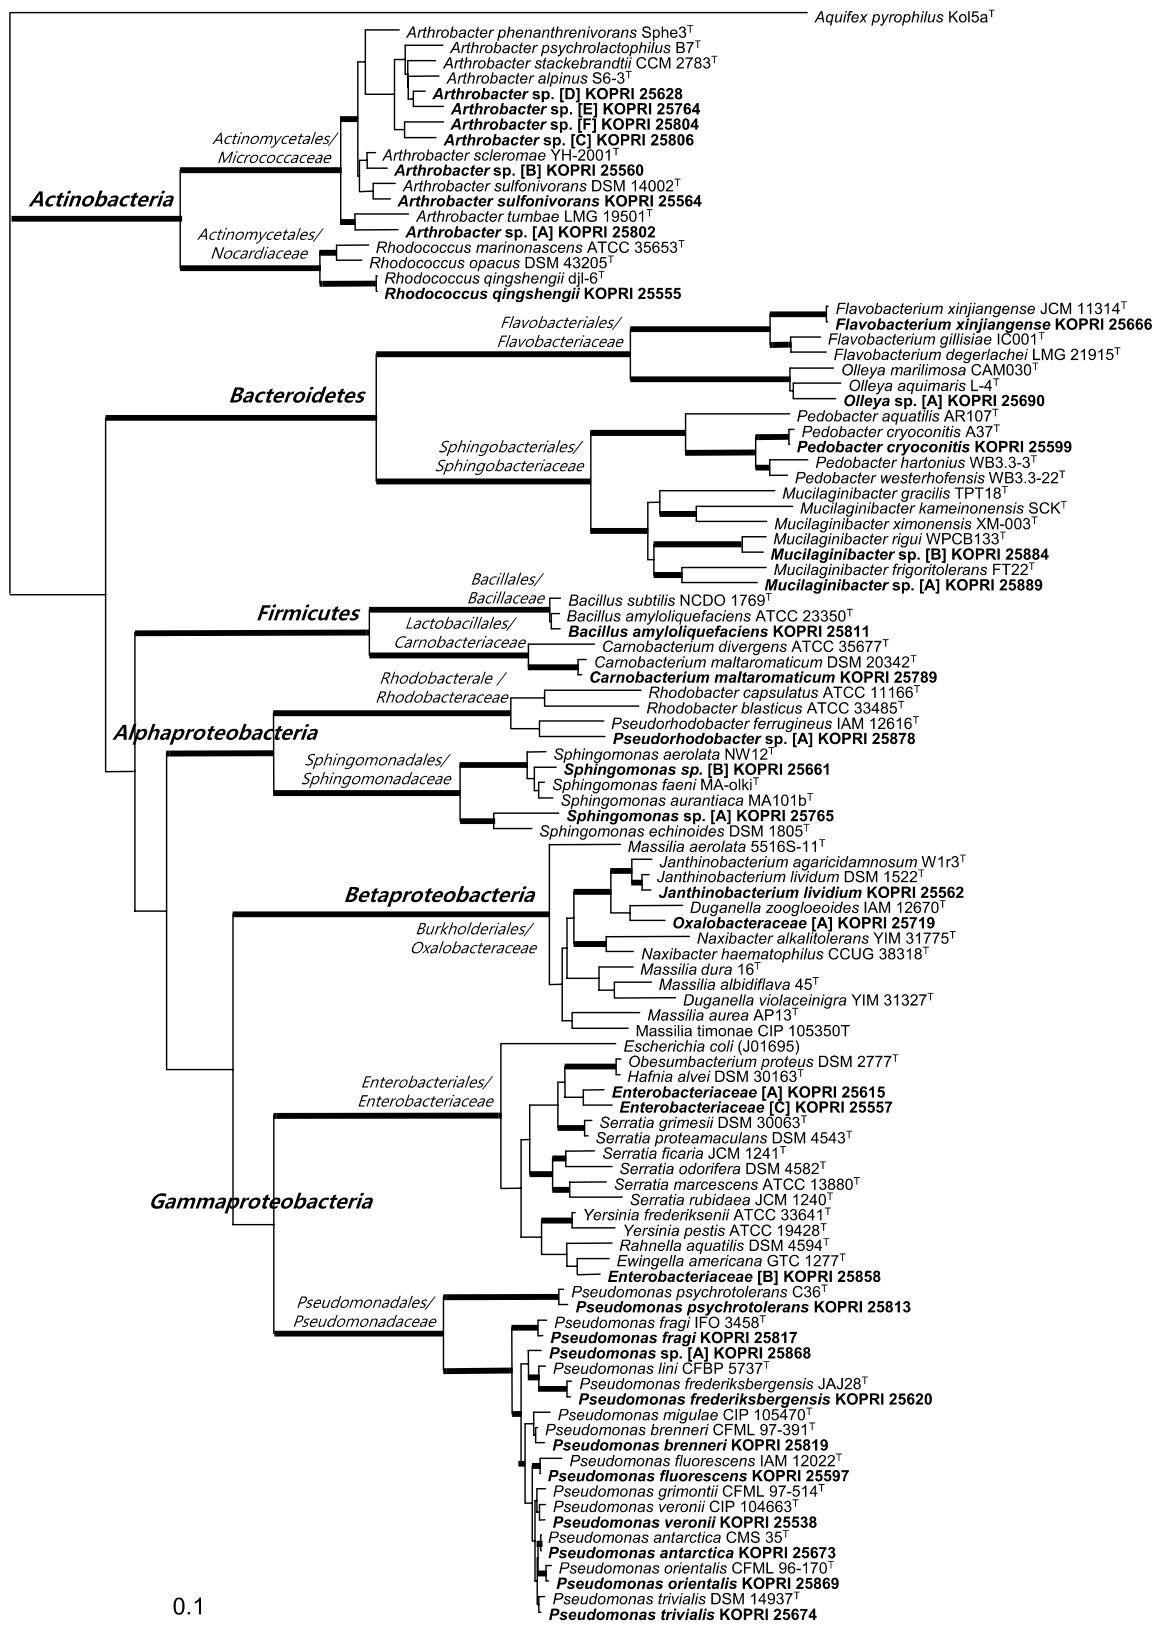 Aquifex pyrophilus Kol5aᵀ
Arthrobacter phenanthrenivorans Sphe3ᵀ
Arthrobacter psychrolactophilus B7ᵀ
Arthrobacter stackebrandtii CCM 2783ᵀ
Arthrobacter alpinus S6-3ᵀ
Arthrobacter sp. [D] KOPRI 25628
Arthrobacter sp. [E] KOPRI 25764
Arthrobacter sp. [F] KOPRI 25804
Arthrobacter sp. [C] KOPRI 25806
Actinomycetales/
Micrococcaceae
Arthrobacter scleromae YH-2001ᵀ
Arthrobacter sp. [B] KOPRI 25560
Arthrobacter sulfonivorans DSM 14002ᵀ
Arthrobacter sulfonivorans KOPRI 25564
Actinobacteria
Arthrobacter tumbae LMG 19501ᵀ
Arthrobacter sp. [A] KOPRI 25802
Actinomycetales/
Nocardiaceae
Rhodococcus marinonascens ATCC 35653ᵀ
Rhodococcus opacus DSM 43205ᵀ
Rhodococcus qingshengii djl-6ᵀ
Rhodococcus qingshengii KOPRI 25555
Flavobacterium xinjiangense JCM 11314ᵀ
Flavobacterium xinjiangense KOPRI 25666
Flavobacteriales/
Flavobacteriaceae
Flavobacterium gillisiae IC001ᵀ
Flavobacterium degerlachei LMG 21915ᵀ
Olleya marilimosa CAM030ᵀ
Olleya aquimaris L-4ᵀ
Olleya sp. [A] KOPRI 25690
Bacteroidetes
Pedobacter aquatilis AR107ᵀ
Pedobacter cryoconitis A37ᵀ
Pedobacter cryoconitis KOPRI 25599
Sphingobacteriales/
Sphingobacteriaceae
Pedobacter hartonius WB3.3-3ᵀ
Pedobacter westerhofensis WB3.3-22ᵀ
Mucilaginibacter gracilis TPT18ᵀ
Mucilaginibacter kameinonensis SCKᵀ
Mucilaginibacter ximonensis XM-003ᵀ
Mucilaginibacter rigui WPCB133ᵀ
Mucilaginibacter sp. [B] KOPRI 25884
Mucilaginibacter frigoritolerans FT22ᵀ
Mucilaginibacter sp. [A] KOPRI 25889
Bacillales/
Bacillaceae
Bacillus subtilis NCDO 1769ᵀ
Bacillus amyloliquefaciens ATCC 23350ᵀ
Bacillus amyloliquefaciens KOPRI 25811
Firmicutes
Lactobacillales/
Carnobacteriaceae
Carnobacterium divergens ATCC 35677ᵀ
Carnobacterium maltaromaticum DSM 20342ᵀ
Carnobacterium maltaromaticum KOPRI 25789
Rhodobacterale /
Rhodobacteraceae
Rhodobacter capsulatus ATCC 11166ᵀ
Rhodobacter blasticus ATCC 33485ᵀ
Pseudorhodobacter ferrugineus IAM 12616ᵀ
Pseudorhodobacter sp. [A] KOPRI 25878
Alphaproteobacteria
Sphingomonadales/
Sphingomonadaceae
Sphingomonas aerolata NW12ᵀ
Sphingomonas sp. [B] KOPRI 25661
Sphingomonas faeni MA-olkiᵀ
Sphingomonas aurantiaca MA101bᵀ
Sphingomonas sp. [A] KOPRI 25765
Sphingomonas echinoides DSM 1805ᵀ
Massilia aerolata 5516S-11ᵀ
Janthinobacterium agaricidamnosum W1r3ᵀ
Janthinobacterium lividum DSM 1522ᵀ
Janthinobacterium lividium KOPRI 25562
Betaproteobacteria
Duganella zoogloeoides IAM 12670ᵀ
Oxalobacteraceae [A] KOPRI 25719
Burkholderiales/
Oxalobacteraceae
Naxibacter alkalitolerans YIM 31775ᵀ
Naxibacter haematophilus CCUG 38318ᵀ
Massilia dura 16ᵀ
Massilia albidiflava 45ᵀ
Duganella violaceinigra YIM 31327ᵀ
Massilia aurea AP13ᵀ
Massilia timonae CIP 105350T
Escherichia coli (J01695)
Obesumbacterium proteus DSM 2777ᵀ
Hafnia alvei DSM 30163ᵀ
Enterobacteriales/
Enterobacteriaceae
Enterobacteriaceae [A] KOPRI 25615
Enterobacteriaceae [C] KOPRI 25557
Serratia grimesii DSM 30063ᵀ
Serratia proteamaculans DSM 4543ᵀ
Serratia ficaria JCM 1241ᵀ
Serratia odorifera DSM 4582ᵀ
Serratia marcescens ATCC 13880ᵀ
Serratia rubidaea JCM 1240ᵀ
Gammaproteobacteria
Yersinia frederiksenii ATCC 33641ᵀ
Yersinia pestis ATCC 19428ᵀ
Rahnella aquatilis DSM 4594ᵀ
Ewingella americana GTC 1277ᵀ
Enterobacteriaceae [B] KOPRI 25858
Pseudomonadales/
Pseudomonadaceae
Pseudomonas psychrotolerans C36ᵀ
Pseudomonas psychrotolerans KOPRI 25813
Pseudomonas fragi IFO 3458ᵀ
Pseudomonas fragi KOPRI 25817
Pseudomonas sp. [A] KOPRI 25868
Pseudomonas lini CFBP 5737ᵀ
Pseudomonas frederiksbergensis JAJ28ᵀ
Pseudomonas frederiksbergensis KOPRI 25620
Pseudomonas migulae CIP 105470ᵀ
Pseudomonas brenneri CFML 97-391ᵀ
Pseudomonas brenneri KOPRI 25819
Pseudomonas fluorescens IAM 12022ᵀ
Pseudomonas fluorescens KOPRI 25597
Pseudomonas grimontii CFML 97-514ᵀ
Pseudomonas veronii CIP 104663ᵀ
Pseudomonas veronii KOPRI 25538
Pseudomonas antarctica CMS 35ᵀ
Pseudomonas antarctica KOPRI 25673
Pseudomonas orientalis CFML 96-170ᵀ
Pseudomonas orientalis KOPRI 25869
Pseudomonas trivialis DSM 14937ᵀ
Pseudomonas trivialis KOPRI 25674
0.1